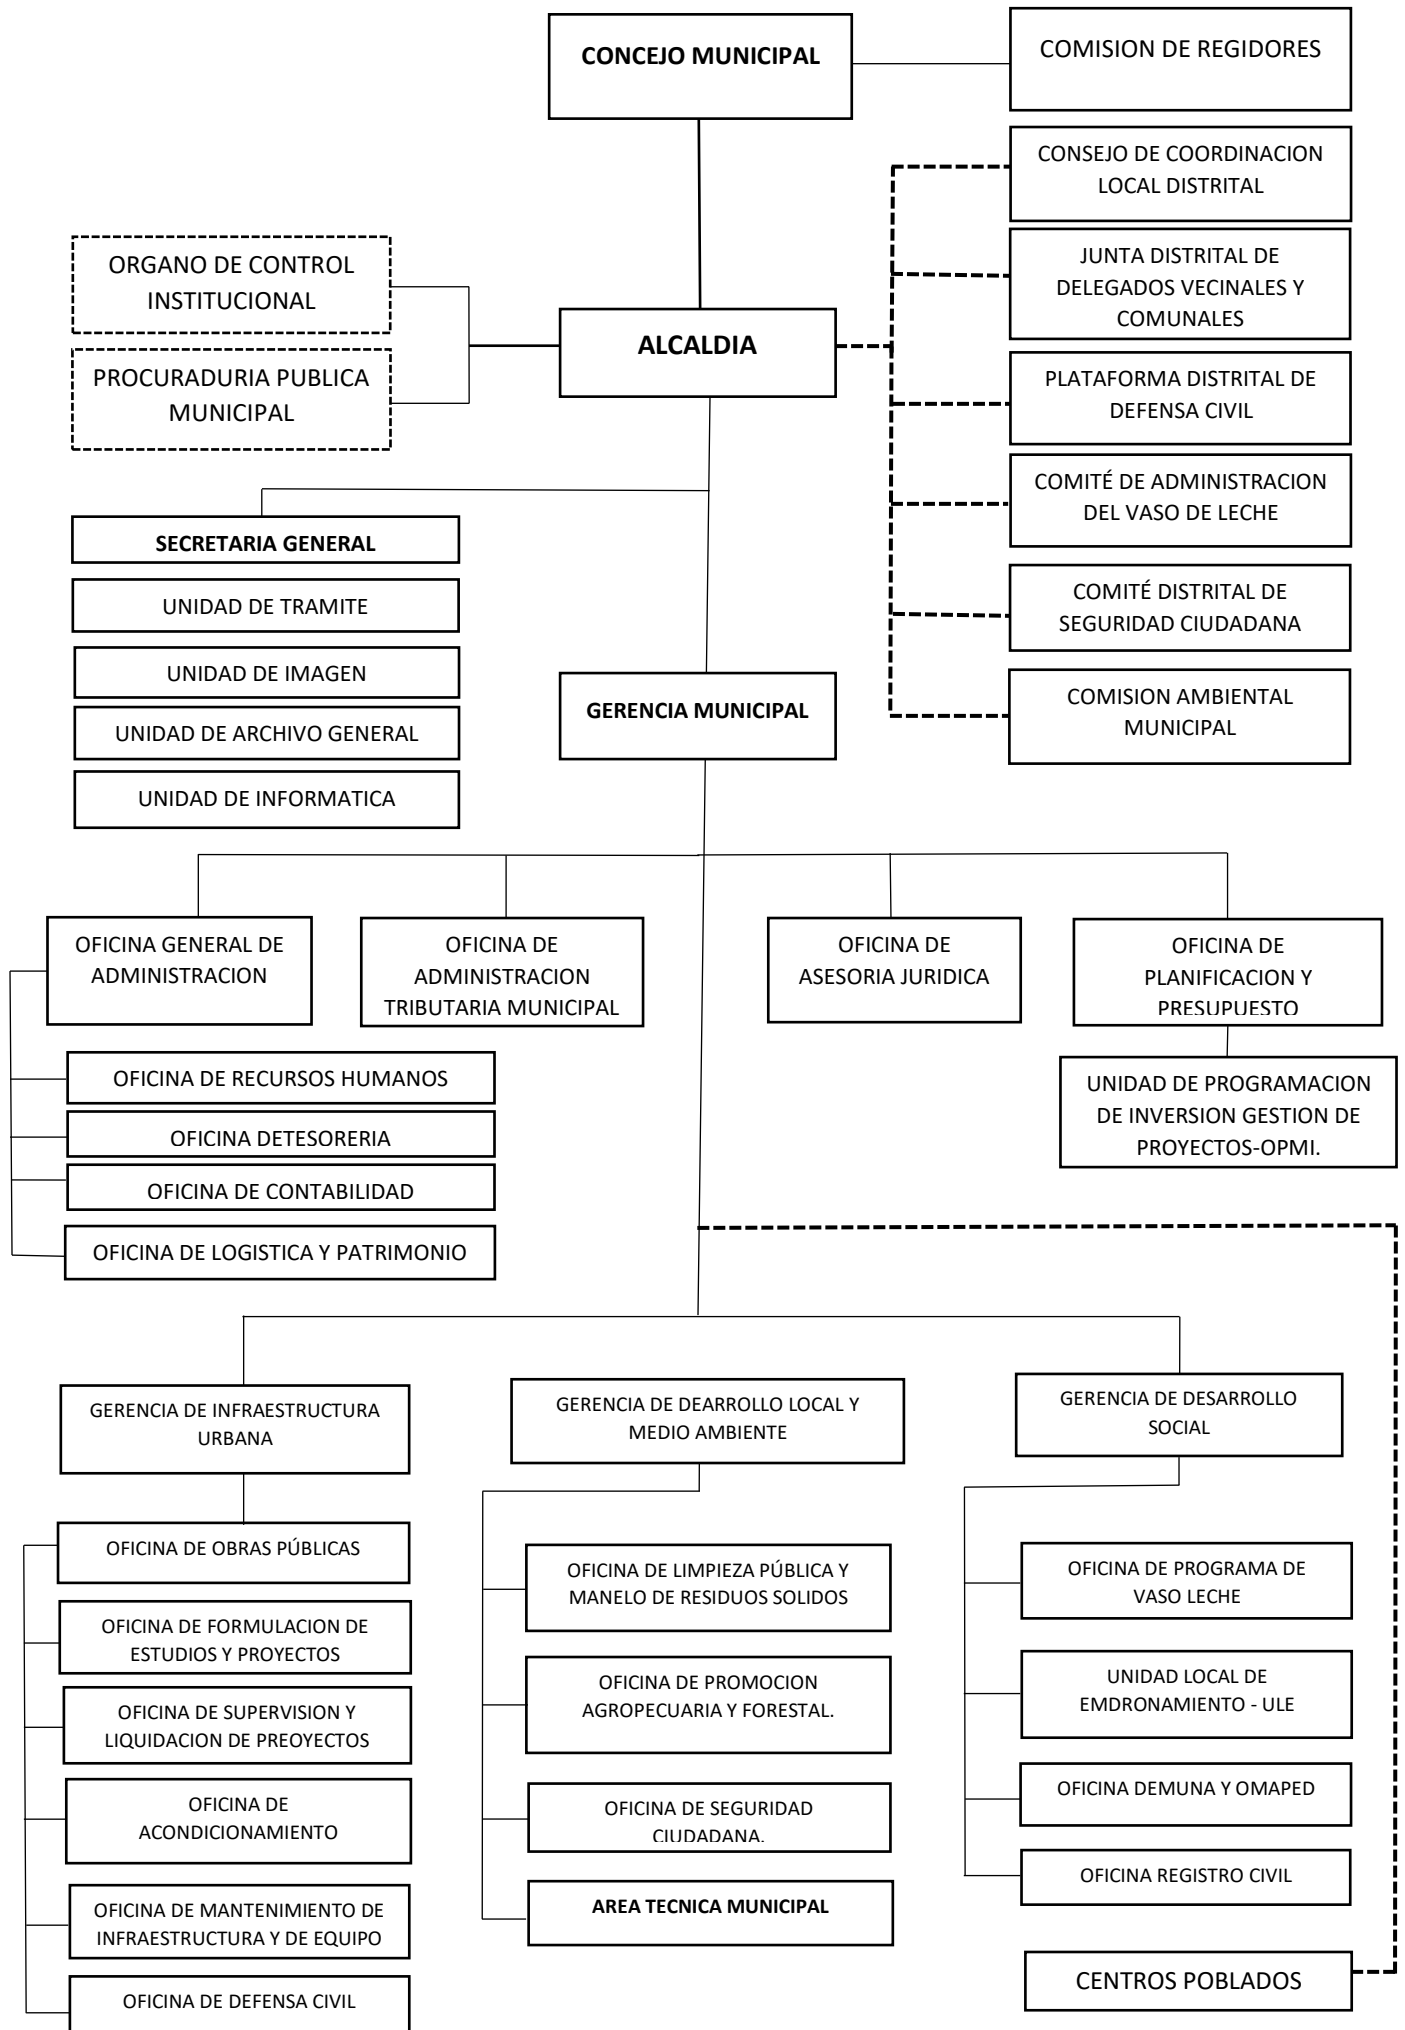 CONCEJO MUNICIPAL
COMISION DE REGIDORES
CONSEJO DE COORDINACION
LOCAL DISTRITAL
JUNTA DISTRITAL DE
DELEGADOS VECINALES Y
COMUNALES
ORGANO DE CONTROL
INSTITUCIONAL
ALCALDIA
PROCURADURIA PUBLICA
MUNICIPAL
PLATAFORMA DISTRITAL DE
DEFENSA CIVIL
COMITÉ DE ADMINISTRACION
DEL VASO DE LECHE
COMITÉ DISTRITAL DE
SEGURIDAD CIUDADANA
COMISION AMBIENTAL
MUNICIPAL
SECRETARIA GENERAL
UNIDAD DE TRAMITE
UNIDAD DE IMAGEN
UNIDAD DE ARCHIVO GENERAL
UNIDAD DE INFORMATICA
GERENCIA MUNICIPAL
OFICINA GENERAL DE
ADMINISTRACION
OFICINA DE
ADMINISTRACION
TRIBUTARIA MUNICIPAL
OFICINA DE
ASESORIA JURIDICA
OFICINA DE
PLANIFICACION Y
PRESUPUESTO
OFICINA DE RECURSOS HUMANOS
OFICINA DETESORERIA
OFICINA DE CONTABILIDAD
OFICINA DE LOGISTICA Y PATRIMONIO
UNIDAD DE PROGRAMACION
DE INVERSION GESTION DE
PROYECTOS-OPMI.
GERENCIA DE INFRAESTRUCTURA
URBANA
GERENCIA DE DEARROLLO LOCAL Y
MEDIO AMBIENTE
GERENCIA DE DESARROLLO
SOCIAL
OFICINA DE OBRAS PÚBLICAS
OFICINA DE FORMULACION DE
ESTUDIOS Y PROYECTOS
OFICINA DE SUPERVISION Y
LIQUIDACION DE PREOYECTOS
OFICINA DE
ACONDICIONAMIENTO
OFICINA DE MANTENIMIENTO DE
INFRAESTRUCTURA Y DE EQUIPO
OFICINA DE DEFENSA CIVIL
OFICINA DE LIMPIEZA PÚBLICA Y
MANELO DE RESIDUOS SOLIDOS
OFICINA DE PROMOCION
AGROPECUARIA Y FORESTAL.
OFICINA DE SEGURIDAD
CIUDADANA.
AREA TECNICA MUNICIPAL
OFICINA DE PROGRAMA DE
VASO LECHE
UNIDAD LOCAL DE
EMDRONAMIENTO - ULE
OFICINA DEMUNA Y OMAPED
OFICINA REGISTRO CIVIL
CENTROS POBLADOS